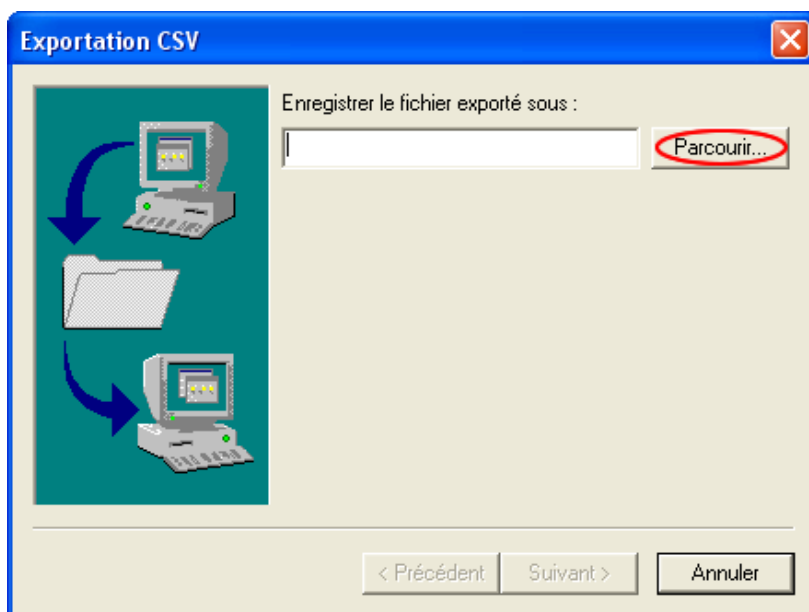 Exportation CSV
Enregistrer le fichier exporté sous :
Parcourir...
< Précédent
Suivant >
Annuler